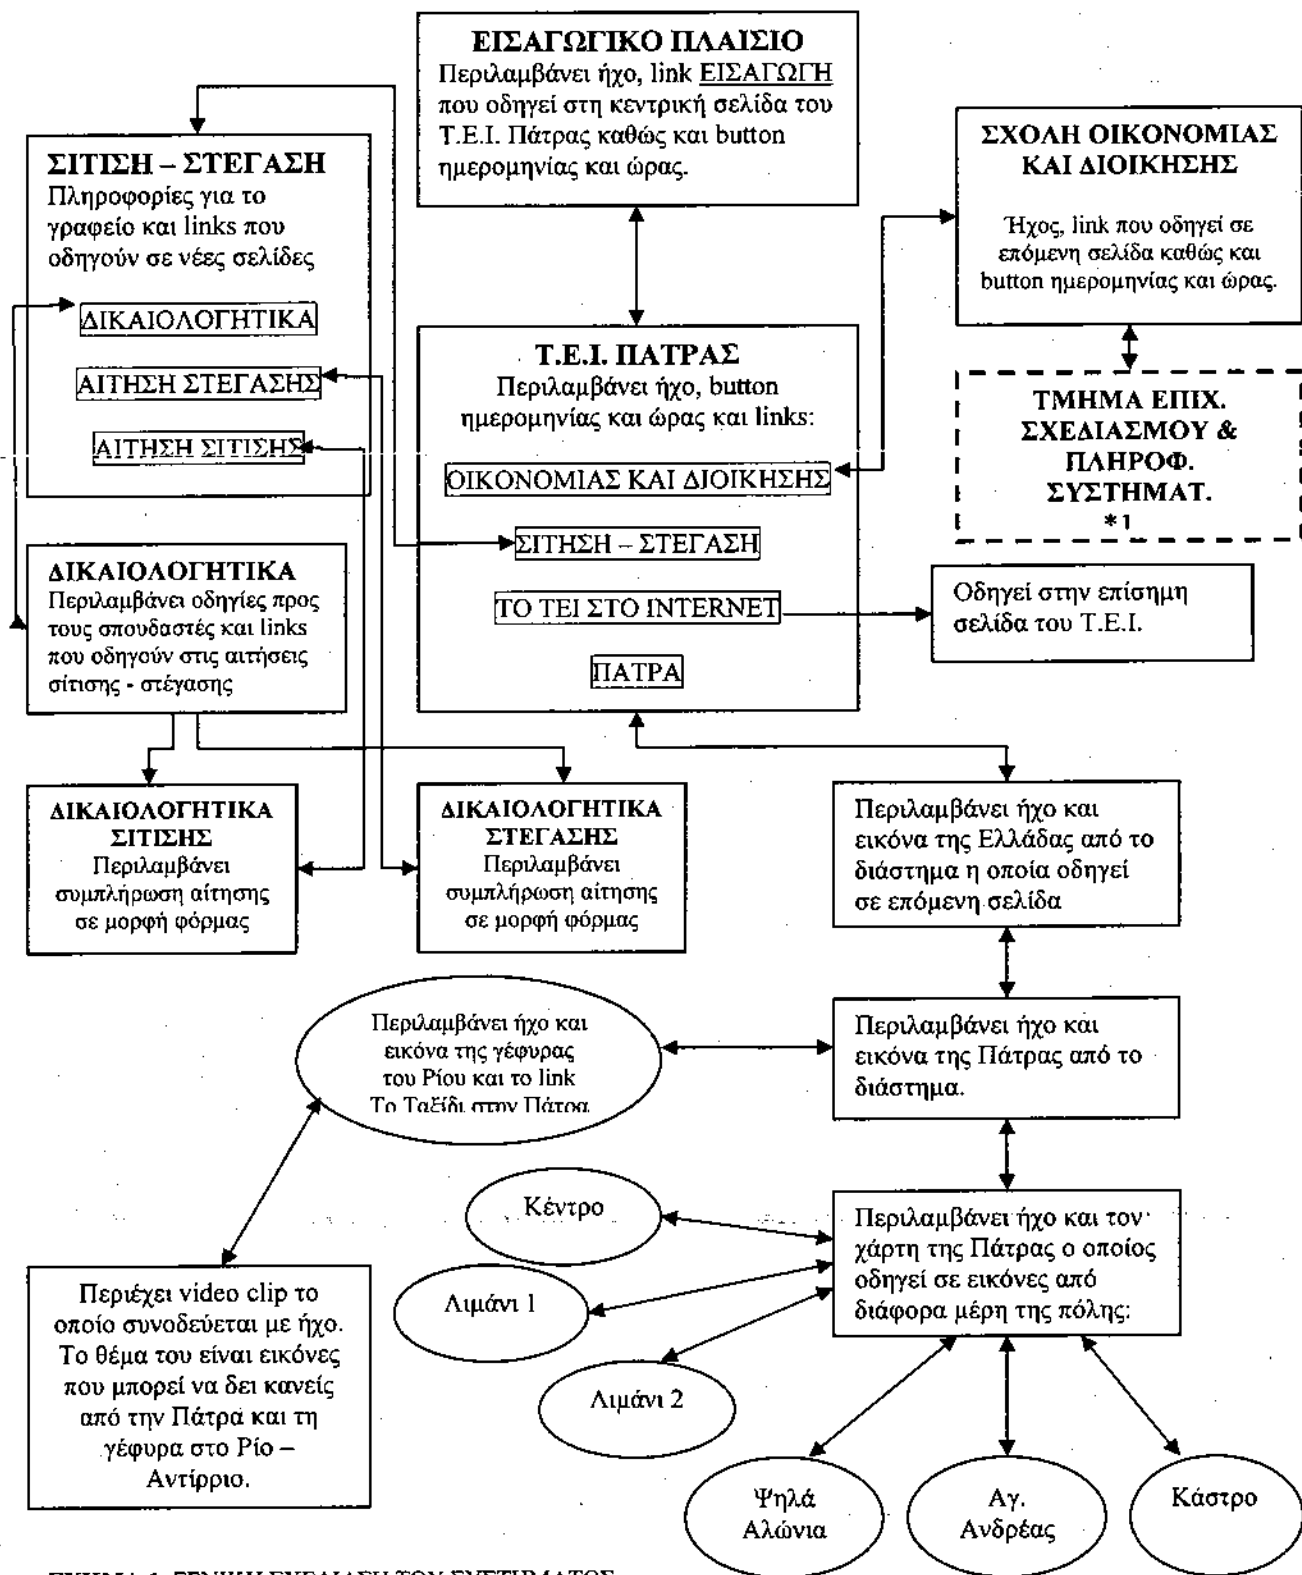 ΕΙΣΑΓΩΓΙΚΟ ΠΛΑΙΣΙΟ
Περιλαμβάνει ήχο, link ΕΙΣΑΓΩΓΗ
που οδηγεί στη κεντρική σελίδα του
Τ.Ε.Ι. Πάτρας καθώς και button
ημερομηνίας και ώρας.
ΣΙΤΙΣΗ – ΣΤΕΓΑΣΗ
Πληροφορίες για το
γραφείο και links που
οδηγούν σε νέες σελίδες
ΔΙΚΑΙΟΛΟΓΗΤΙΚΑ
ΑΙΤΗΣΗ ΣΤΕΓΑΣΗΣ
ΑΙΤΗΣΗ ΣΙΤΙΣΗΣ
ΣΧΟΛΗ ΟΙΚΟΝΟΜΙΑΣ
ΚΑΙ ΔΙΟΙΚΗΣΗΣ
Ήχος, link που οδηγεί σε
επόμενη σελίδα καθώς και
button ημερομηνίας και ώρας.
Τ.Ε.Ι. ΠΑΤΡΑΣ
Περιλαμβάνει ήχο, button
ημερομηνίας και ώρας και links:
ΟΙΚΟΝΟΜΙΑΣ ΚΑΙ ΔΙΟΙΚΗΣΗΣ
ΣΙΤΗΣΗ – ΣΤΕΓΑΣΗ
ΤΟ ΤΕΙ ΣΤΟ INTERNET
ΠΑΤΡΑ
ΤΜΗΜΑ ΕΠΙΧ.
ΣΧΕΔΙΑΣΜΟΥ &
ΠΛΗΡΟΦ.
ΣΥΣΤΗΜΑΤ.
*1
Οδηγεί στην επίσημη
σελίδα του Τ.Ε.Ι.
ΔΙΚΑΙΟΛΟΓΗΤΙΚΑ
Περιλαμβάνει οδηγίες προς
τους σπουδαστές και links
που οδηγούν στις αιτήσεις
σίτισης - στέγασης
ΔΙΚΑΙΟΛΟΓΗΤΙΚΑ
ΣΙΤΙΣΗΣ
Περιλαμβάνει
συμπλήρωση αίτησης
σε μορφή φόρμας
ΔΙΚΑΙΟΛΟΓΗΤΙΚΑ
ΣΤΕΓΑΣΗΣ
Περιλαμβάνει
συμπλήρωση αίτησης
σε μορφή φόρμας
Περιλαμβάνει ήχο και
εικόνα της Ελλάδας από το
διάστημα η οποία οδηγεί
σε επόμενη σελίδα
Περιλαμβάνει ήχο και
εικόνα της γέφυρας
του Ρίου και το link
Το Ταξίδι στην Πάτρα
Περιλαμβάνει ήχο και
εικόνα της Πάτρας από το
διάστημα.
Κέντρο
Λιμάνι 1
Λιμάνι 2
Περιλαμβάνει ήχο και τον
χάρτη της Πάτρας ο οποίος
οδηγεί σε εικόνες από
διάφορα μέρη της πόλης:
Περιέχει video clip το
οποίο συνοδεύεται με ήχο.
Το θέμα του είναι εικόνες
που μπορεί να δει κανείς
από την Πάτρα και τη
γέφυρα στο Ρίο –
Αντίρριο.
Ψηλά
Αλώνια
Αγ.
Ανδρέας
Κάστρο